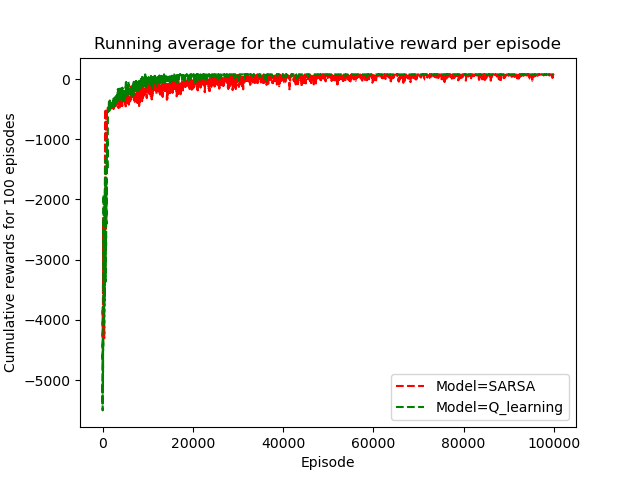 Running average for the cumulative reward per episode
Cumulative rewards for 100 episodes
0
−1000
−2000
−3000
−4000
−5000
Model=SARSA
Model=Q_learning
0 20000 40000 60000 80000 100000
Episode